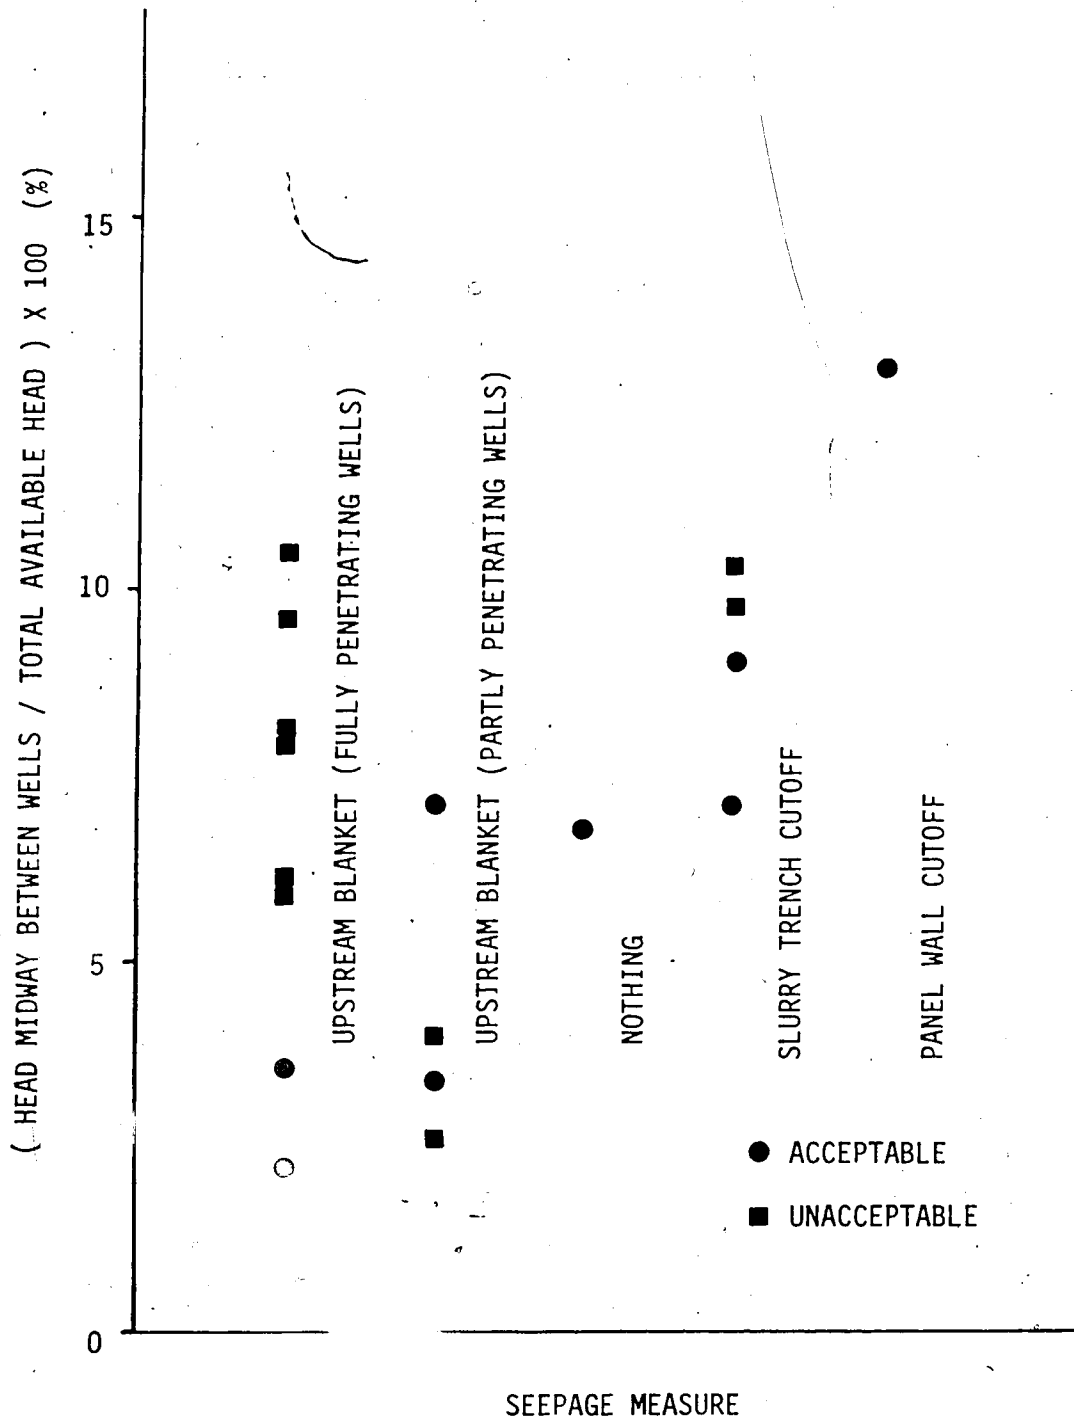 (HEAD MIDWAY BETWEEN WELLS / TOTAL AVAILABLE HEAD ) X 100 (%)
15
10
5
0
UPSTREAM BLANKET (FULLY PENETRATING WELLS)
UPSTREAM BLANKET (PARTLY PENETRATING WELLS)
NOTHING
SLURRY TRENCH CUTOFF
PANEL WALL CUTOFF
ACCEPTABLE
UNACCEPTABLE
SEEPAGE MEASURE